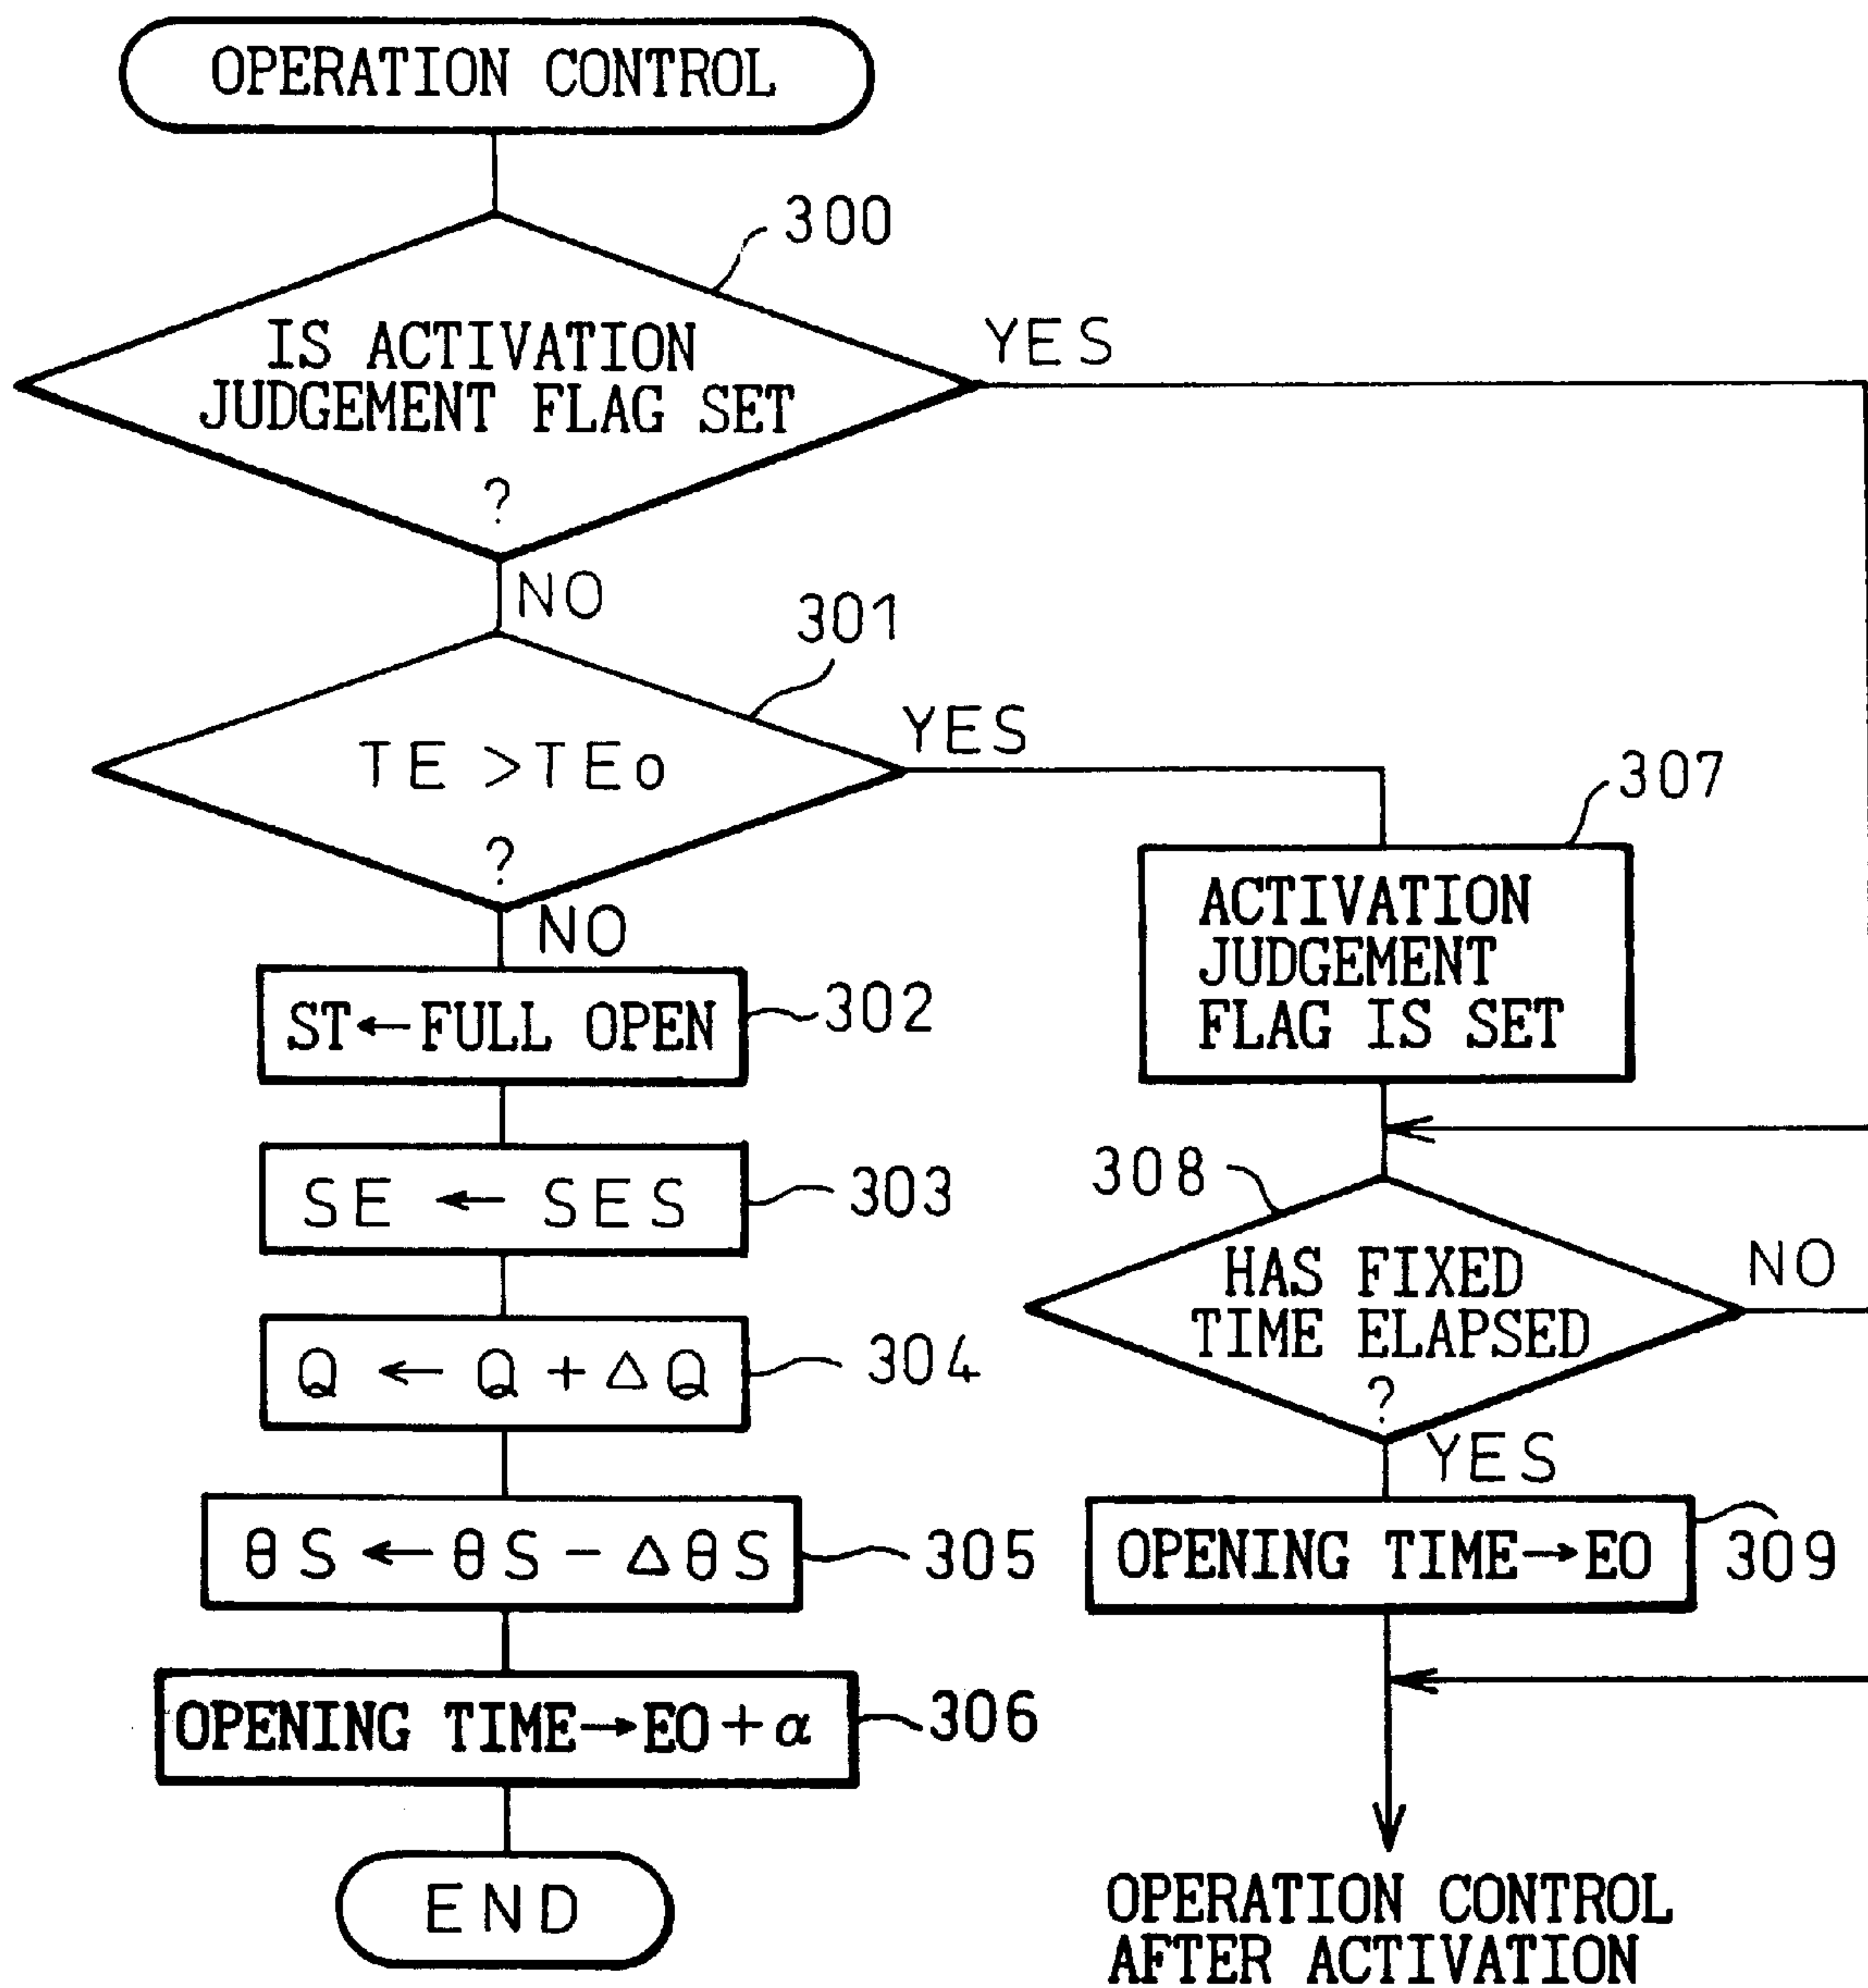 OPERATION CONTROL
300
IS ACTIVATION
JUDGEMENT FLAG SET
?
YES
NO
301
TE >TEo
?
YES
NO
307
ACTIVATION
JUDGEMENT
FLAG IS SET
ST←FULL OPEN
302
SE ← SES
303
308
HAS FIXED
TIME ELAPSED
?
NO
YES
Q ← Q + ΔQ
304
θS ← θS − ΔθS
305
OPENING TIME→EO
309
OPENING TIME→EO+α
306
END
OPERATION CONTROL
AFTER ACTIVATION